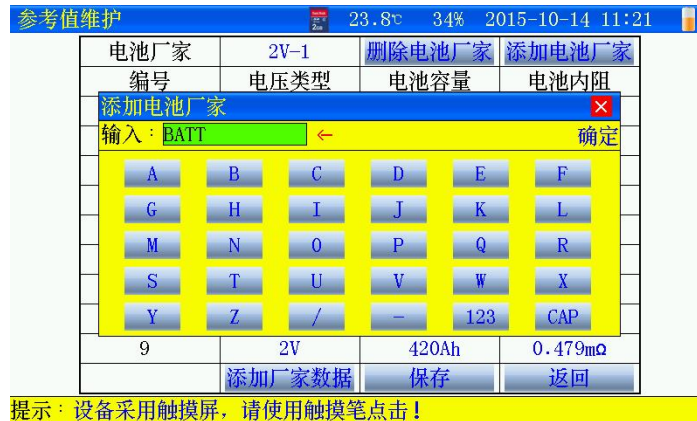 参考值维护 23.8℃ 34% 2015-10-14 11:21
电池厂家 2V-1 删除电池厂家 添加电池厂家
编号 电压类型 电池容量 电池内阻
添加电池厂家
输入：BATT ← 确定
A B C D E F
G H I J K L
M N O P Q R
S T U V W X
Y Z / - 123 CAP
9 2V 420Ah 0.479mΩ
添加厂家数据 保存 返回
提示：设备采用触摸屏，请使用触摸笔点击！